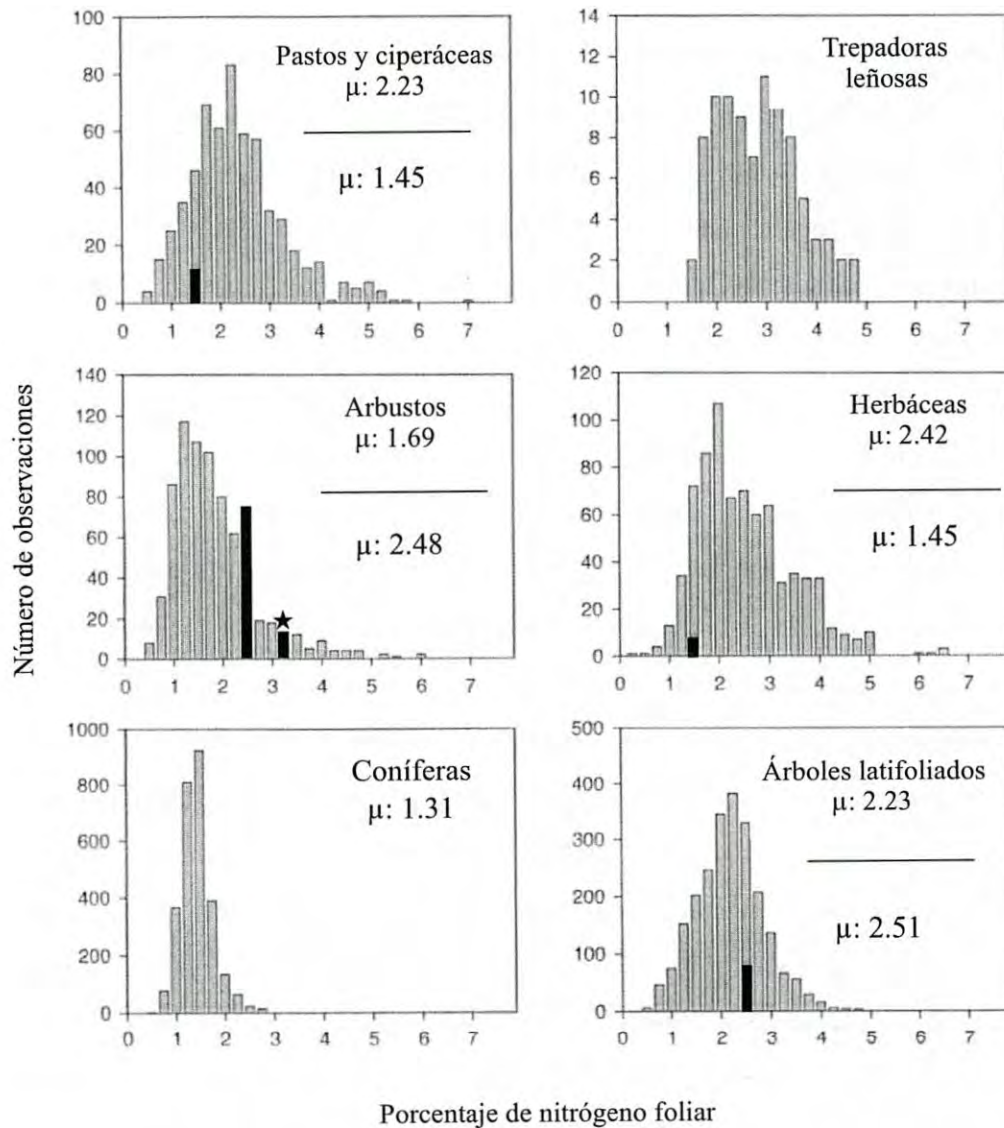 Número de observaciones
Pastos y ciperáceas
µ: 2.23
µ: 1.45
100
80
60
40
20
0
0 1 2 3 4 5 6 7
Trepadoras
leñosas
14
12
10
8
6
4
2
0
0 1 2 3 4 5 6 7
Arbustos
µ: 1.69
µ: 2.48
140
120
100
80
60
40
20
0
0 1 2 3 4 5 6 7
Herbáceas
µ: 2.42
µ: 1.45
120
100
80
60
40
20
0
0 1 2 3 4 5 6 7
Coníferas
µ: 1.31
1000
800
600
400
200
0
0 1 2 3 4 5 6 7
Árboles latifoliados
µ: 2.23
µ: 2.51
500
400
300
200
100
0
0 1 2 3 4 5 6 7
Porcentaje de nitrógeno foliar